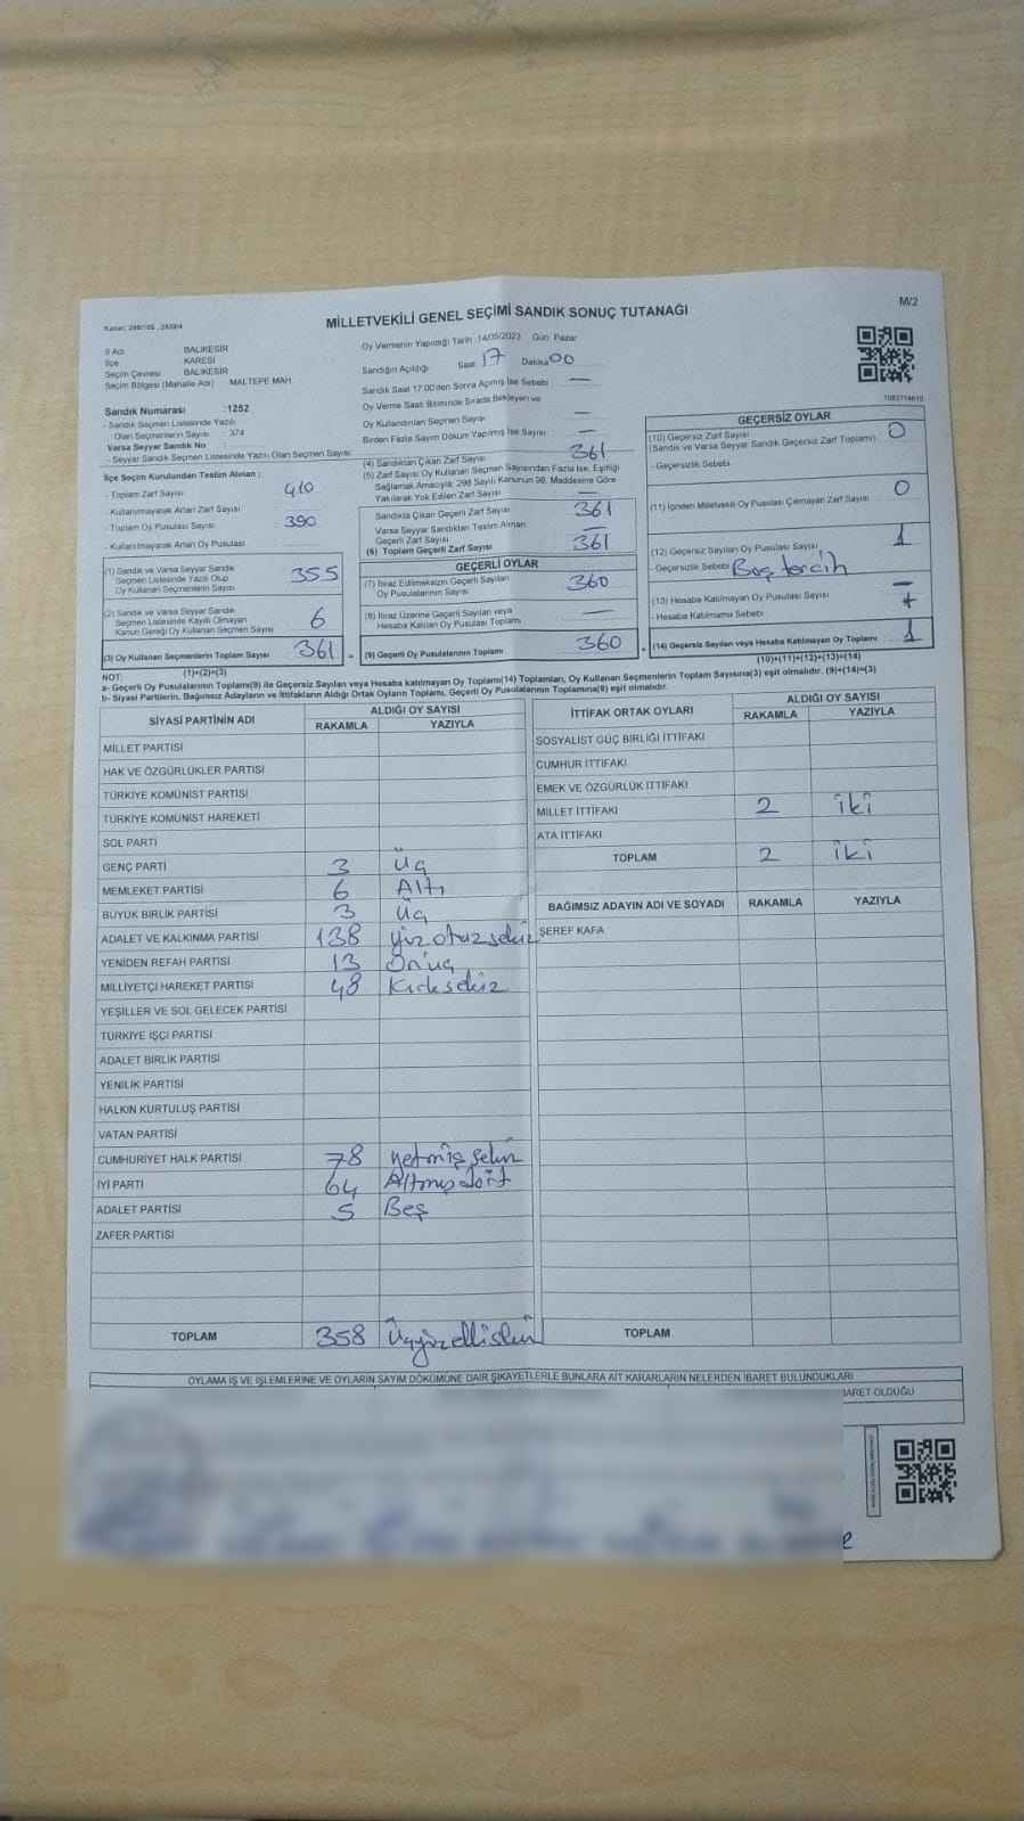 M/2
MİLLETVEKİLİ GENEL SEÇİMİ SANDIK SONUÇ TUTANAĞI
İl Adı BALIKESİR
İlçe KARESİ
Seçim Çevresi BALIKESİR
Seçim Bölgesi (Mahalle Adı) MALTEPE MAH.
Sandık Numarası :1252
- Sandık Seçmen Listesinde Yazılı
Olan Seçmenlerin Sayısı : 374
Varsa Seyyar Sandık No
- Seyyar Sandık Seçmen Listesinde Yazılı Olan Seçmen Sayısı
İlçe Seçim Kurulundan Teslim Alınan :
- Toplam Zarf Sayısı 410
- Kullanılmayarak Artan Zarf Sayısı
- Toplam Oy Pusulası Sayısı 390
- Kullanılmayarak Artan Oy Pusulası
(1) Sandık ve Varsa Seyyar Sandık
Seçmen Listesinde Yazılı Olup
Oy Kullanan Seçmenlerin Sayısı 355
(2) Sandık ve Varsa Seyyar Sandık
Seçmen Listesinde Kayıtlı Olmayan
Kanun Gereği Oy Kullanan Seçmen Sayısı 6
(3) Oy Kullanan Seçmenlerin Toplam Sayısı 361 =
(1)+(2)=(3)
Oy Vermenin Yapıldığı Tarih :14/05/2023 Gün: Pazar
Sandığın Açıldığı Saat 17 Dakika 00
Sandık Saat 17.00'den Sonra Açılmış İse Sebebi —
Oy Verme Saati Bitiminde Sırada Bekleyen ve
Oy Kullandırılan Seçmen Sayısı —
Birden Fazla Sayım Döküm Yapılmış İse Sayısı —
(4) Sandıktan Çıkan Zarf Sayısı 361
(5) Zarf Sayısı Oy Kullanan Seçmen Sayısından Fazla İse, Eşitliği
Sağlamak Amacıyla, 298 Sayılı Kanunun 98. Maddesine Göre
Yakılarak Yok Edilen Zarf Sayısı —
Sandıkta Çıkan Geçerli Zarf Sayısı 361
Varsa Seyyar Sandıktan Teslim Alınan
Geçerli Zarf Sayısı —
(6) Toplam Geçerli Zarf Sayısı 361
GEÇERLİ OYLAR
(7) İtiraz Edilmeksizin Geçerli Sayılan
Oy Pusulalarının Sayısı 360
(8) İtiraz Üzerine Geçerli Sayılan veya
Hesaba Katılan Oy Pusulası Toplamı —
(9) Geçerli Oy Pusulalarının Toplamı 360 +
GEÇERSİZ OYLAR
(10) Geçersiz Zarf Sayısı
(Sandık ve Varsa Seyyar Sandık Geçersiz Zarf Toplamı) 0
- Geçersizlik Sebebi
(11) İçinden Milletvekili Oy Pusulası Çıkmayan Zarf Sayısı 0
(12) Geçersiz Sayılan Oy Pusulası Sayısı 1
- Geçersizlik Sebebi Boş tercih
(13) Hesaba Katılmayan Oy Pusulası Sayısı —
- Hesaba Katılmama Sebebi
(14) Geçersiz Sayılan veya Hesaba Katılmayan Oy Toplamı 1
(10)+(11)+(12)+(13)=(14)
NOT:
a- Geçerli Oy Pusulalarının Toplamı(9) ile Geçersiz Sayılan veya Hesaba katılmayan Oy Toplamı(14) Toplamları, Oy Kullanan Seçmenlerin Toplam Sayısına(3) eşit olmalıdır. (9)+(14)=(3)
b- Siyasi Partilerin, Bağımsız Adayların ve İttifakların Aldığı Ortak Oyların Toplamı, Geçerli Oy Pusulalarının Toplamına(9) eşit olmalıdır.
SİYASİ PARTİNİN ADI ALDIĞI OY SAYISI
RAKAMLA YAZIYLA
MİLLET PARTİSİ
HAK VE ÖZGÜRLÜKLER PARTİSİ
TÜRKİYE KOMÜNİST PARTİSİ
TÜRKİYE KOMÜNİST HAREKETİ
SOL PARTİ
GENÇ PARTİ 3 Üç
MEMLEKET PARTİSİ 6 Altı
BÜYÜK BİRLİK PARTİSİ 3 Üç
ADALET VE KALKINMA PARTİSİ 138 yüzotuzsekiz
YENİDEN REFAH PARTİSİ 13 Onüç
MİLLİYETÇİ HAREKET PARTİSİ 48 Kırksekiz
YEŞİLLER VE SOL GELECEK PARTİSİ
TÜRKİYE İŞÇİ PARTİSİ
ADALET BİRLİK PARTİSİ
YENİLİK PARTİSİ
HALKIN KURTULUŞ PARTİSİ
VATAN PARTİSİ
CUMHURİYET HALK PARTİSİ 78 yetmişsekiz
İYİ PARTİ 64 Altmışdört
ADALET PARTİSİ 5 Beş
ZAFER PARTİSİ
TOPLAM 358 Üçyüzellisekiz
İTTİFAK ORTAK OYLARI ALDIĞI OY SAYISI
RAKAMLA YAZIYLA
SOSYALİST GÜÇ BİRLİĞİ İTTİFAKI
CUMHUR İTTİFAKI
EMEK VE ÖZGÜRLÜK İTTİFAKI
MİLLET İTTİFAKI 2 iki
ATA İTTİFAKI
TOPLAM 2 iki
BAĞIMSIZ ADAYIN ADI VE SOYADI RAKAMLA YAZIYLA
ŞEREF KAFA
TOPLAM
OYLAMA İŞ VE İŞLEMLERİNE VE OYLARIN SAYIM DÖKÜMÜNE DAİR ŞİKAYETLERLE BUNLARA AİT KARARLARIN NELERDEN İBARET BULUNDUKLARI
İBARET OLDUĞU